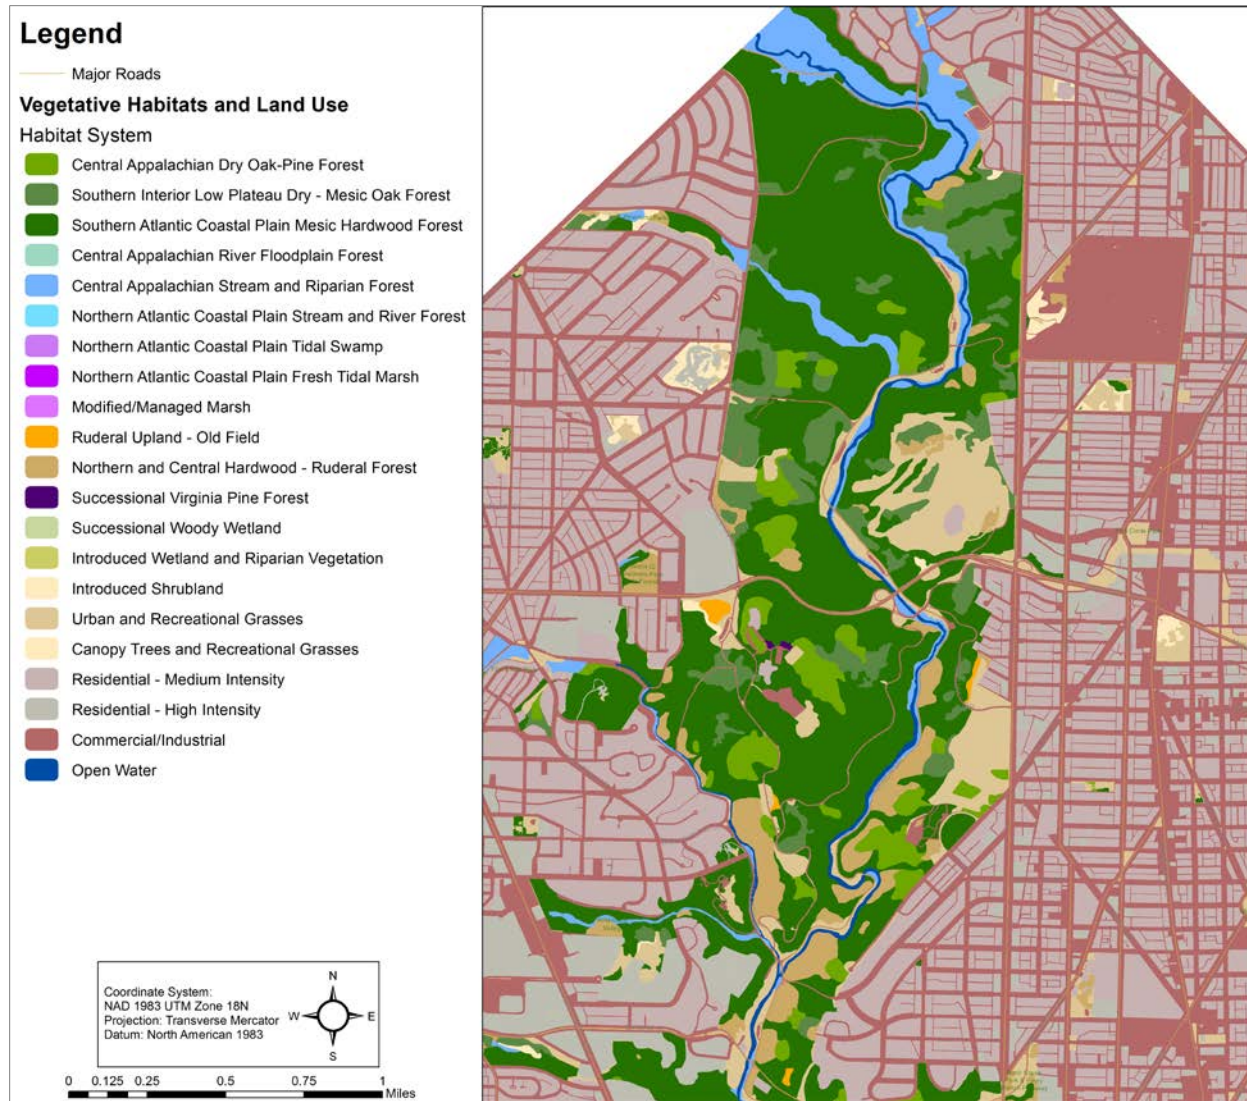 Legend
Major Roads
Vegetative Habitats and Land Use
Habitat System
Central Appalachian Dry Oak-Pine Forest
Southern Interior Low Plateau Dry - Mesic Oak Forest
Southern Atlantic Coastal Plain Mesic Hardwood Forest
Central Appalachian River Floodplain Forest
Central Appalachian Stream and Riparian Forest
Northern Atlantic Coastal Plain Stream and River Forest
Northern Atlantic Coastal Plain Tidal Swamp
Northern Atlantic Coastal Plain Fresh Tidal Marsh
Modified/Managed Marsh
Ruderal Upland - Old Field
Northern and Central Hardwood - Ruderal Forest
Successional Virginia Pine Forest
Successional Woody Wetland
Introduced Wetland and Riparian Vegetation
Introduced Shrubland
Urban and Recreational Grasses
Canopy Trees and Recreational Grasses
Residential - Medium Intensity
Residential - High Intensity
Commercial/Industrial
Open Water
Coordinate System:
NAD 1983 UTM Zone 18N
Projection: Transverse Mercator
Datum: North American 1983
N
W E
S
0 0.125 0.25 0.5 0.75 1
Miles